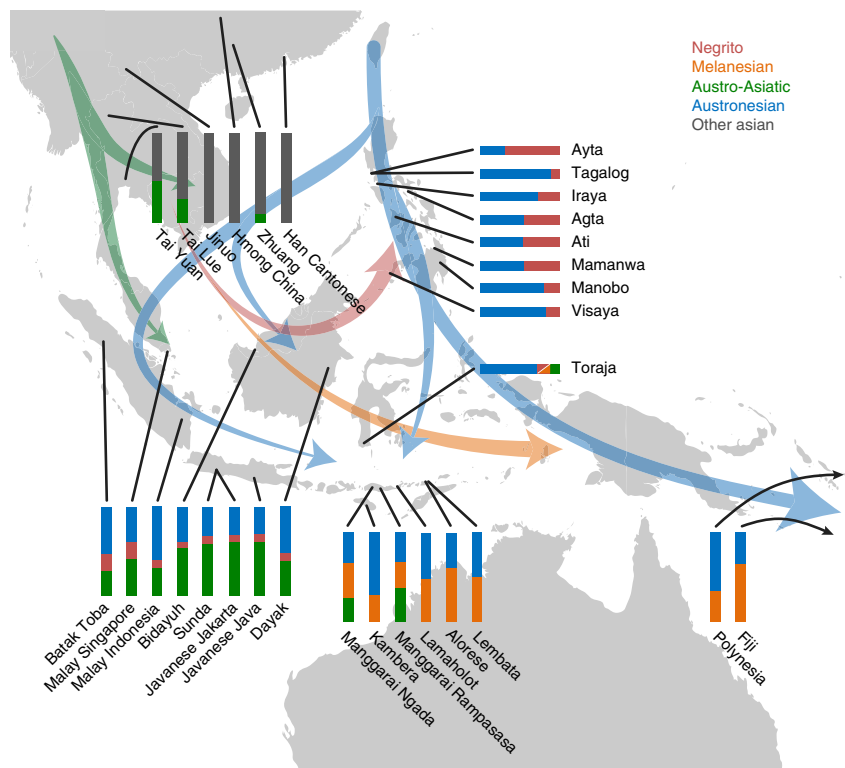 Negrito
Melanesian
Austro-Asiatic
Austronesian
Other asian
Ayta
Tagalog
Iraya
Agta
Ati
Mamanwa
Manobo
Visaya
Toraja
Tai Yuan
Tai Lue
Jinuo
Hmong China
Zhuang
Han Cantonese
Batak Toba
Malay Singapore
Malay Indonesia
Bidayuh
Sunda
Javanese Jakarta
Javanese Java
Dayak
Manggarai Ngada
Kambera
Manggarai Rampasasa
Lamaholot
Alorese
Lembata
Polynesia
Fiji